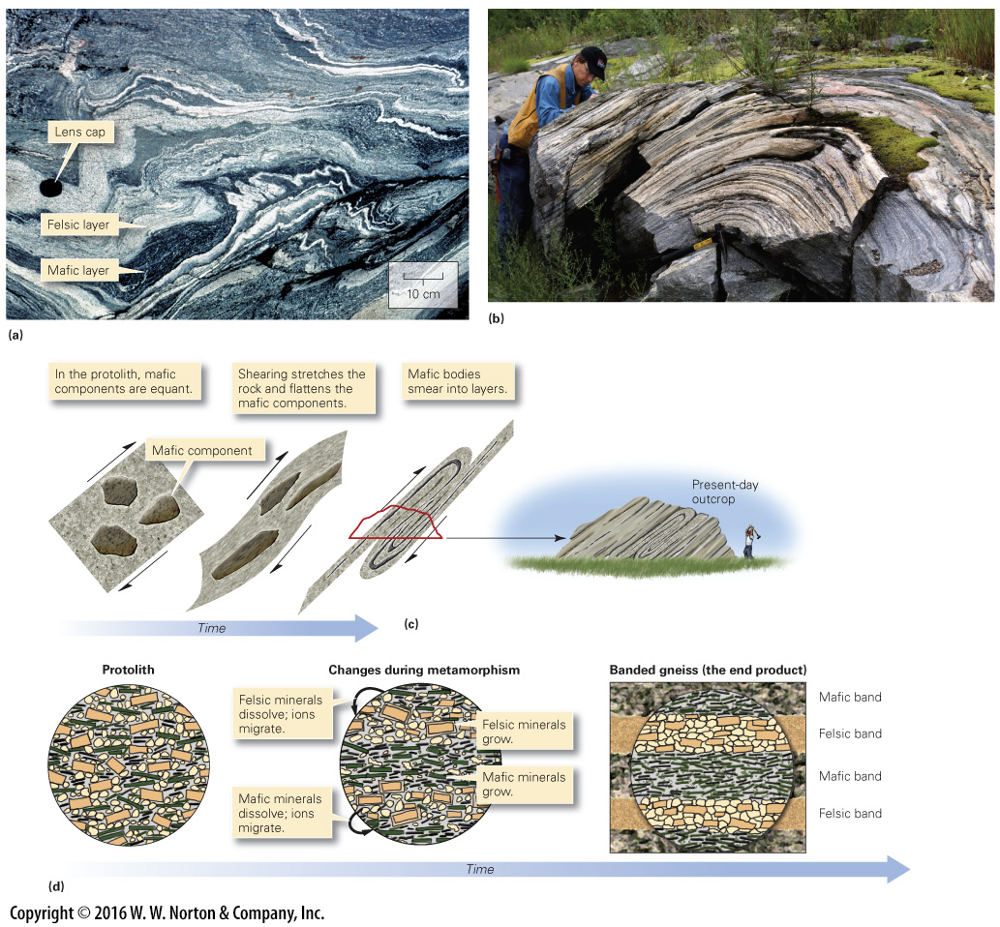 Lens cap
Felsic layer
Mafic layer
10 cm
(a)
(b)
In the protolith, mafic
components are equant.
Shearing stretches the
rock and flattens the
mafic components.
Mafic bodies
smear into layers.
Mafic component
Present-day
outcrop
Time
(c)
Protolith
Changes during metamorphism
Banded gneiss (the end product)
Felsic minerals
dissolve; ions
migrate.
Felsic minerals
grow.
Mafic minerals
grow.
Mafic minerals
dissolve; ions
migrate.
Mafic band
Felsic band
Mafic band
Felsic band
Time
(d)
Copyright © 2016 W. W. Norton & Company, Inc.